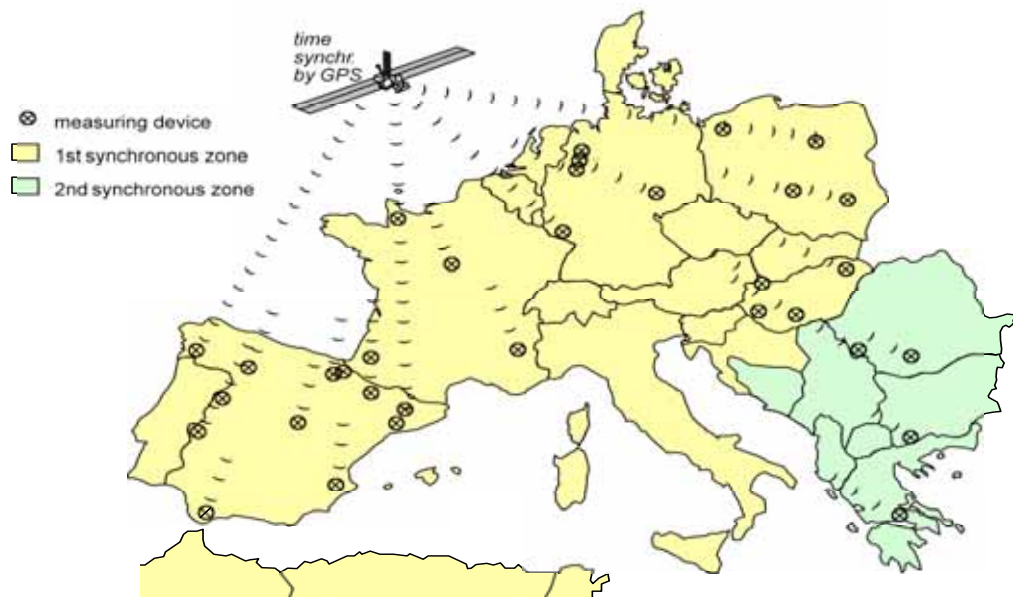 time
synchr.
by GPS
measuring device
1st synchronous zone
2nd synchronous zone